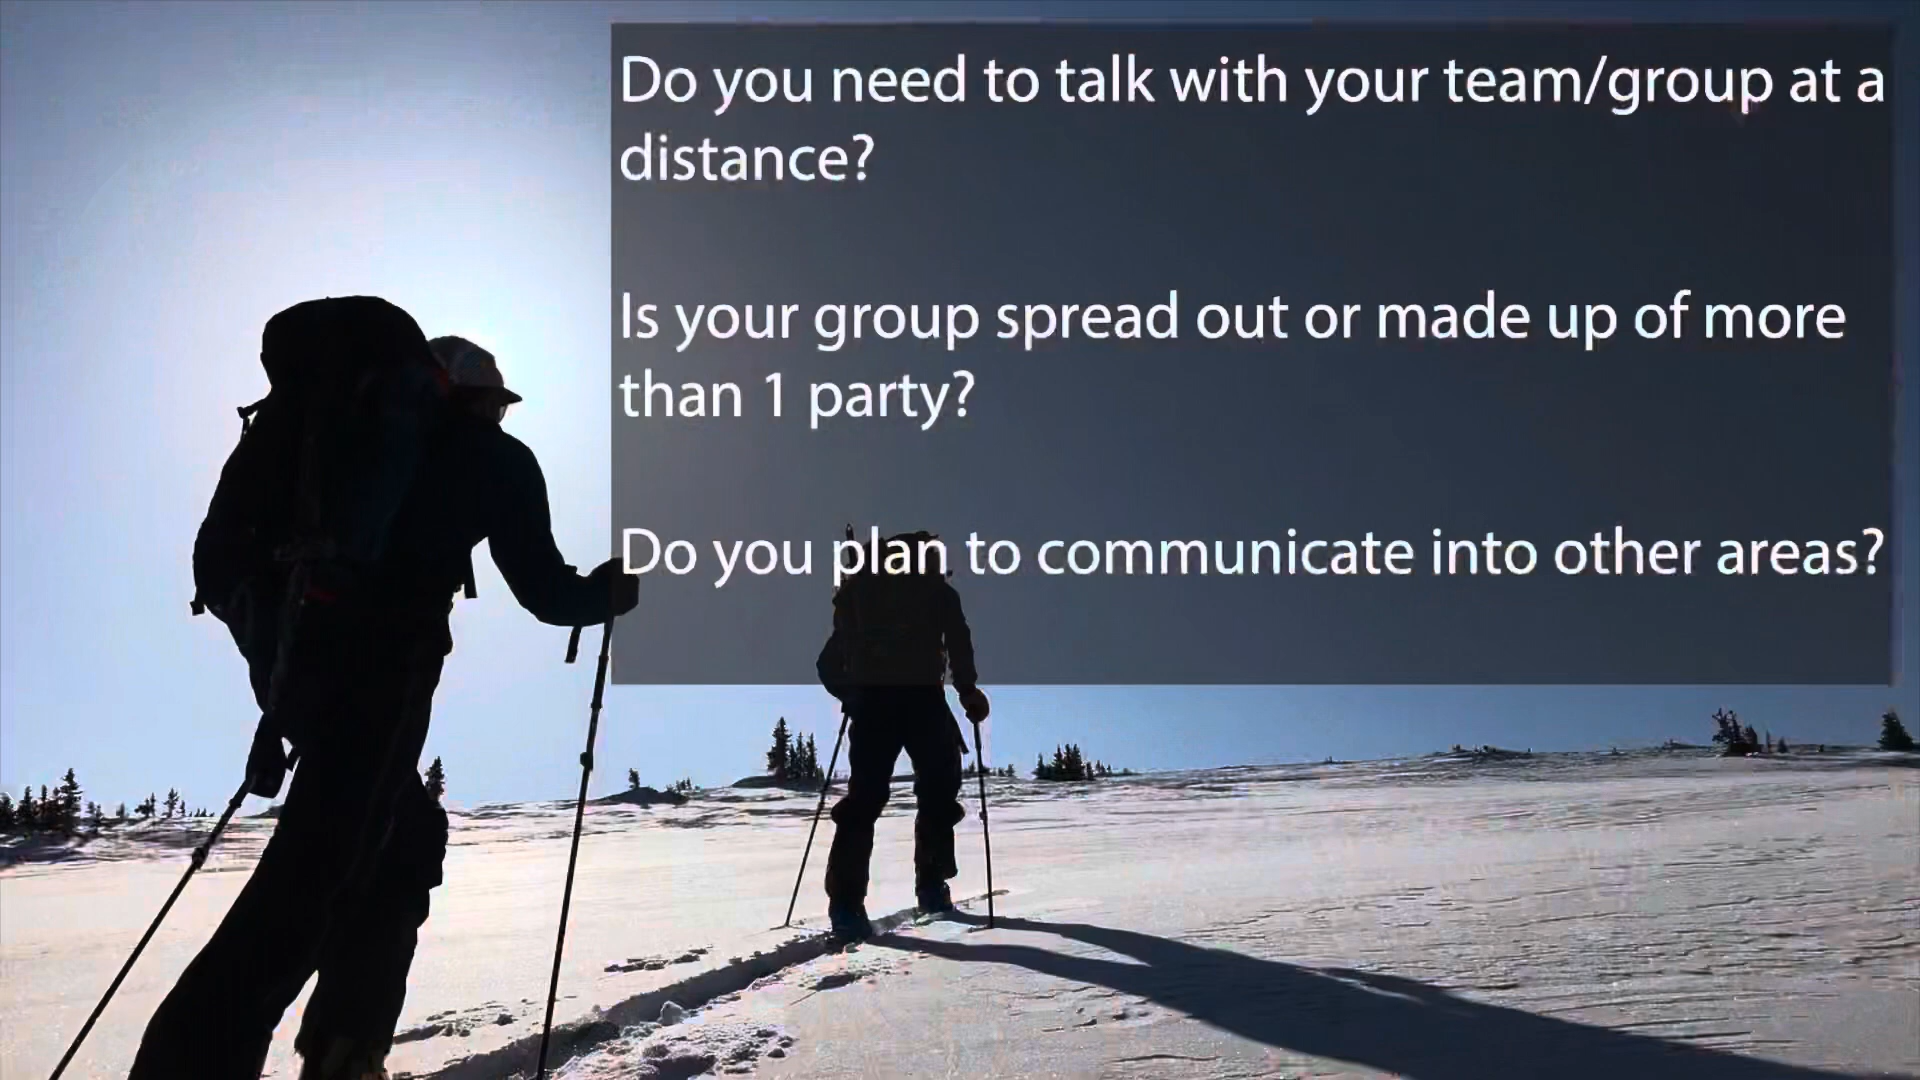 Do you need to talk with your team/group at a
distance?
Is your group spread out or made up of more
than 1 party?
Do you plan to communicate into other areas?